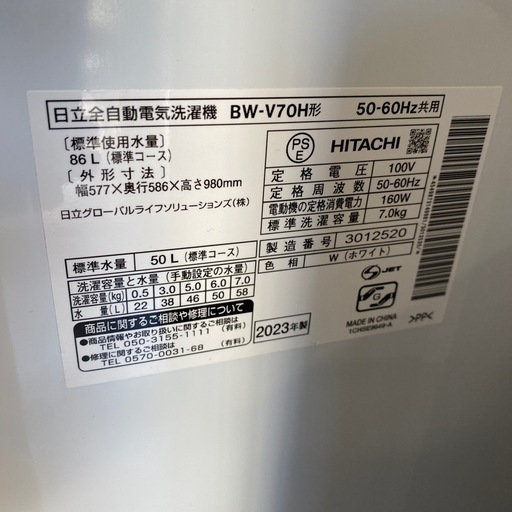 日立全自動電気洗濯機 BW-V70H形 50-60Hz共用
〔標準使用水量〕
86 L (標準コース)
〔外形寸法〕
幅577×奥行586×高さ980mm
日立グローバルライフソリューションズ(株)
標準水量 50 L (標準コース)
洗濯容量と水量 (手動設定の水量)
洗濯容量(kg) 0.5 3.0 5.0 6.0 7.0
水量(L) 22 38 46 50 58
商品に関するご相談や修理
商品情報やお取り扱いに関するご相談
TEL 050-3155-1111 (有料)
修理に関するご相談
TEL 0570-0031-68 (有料)
PS
E
HITACHI
定格電圧 100V
定格周波数 50-60Hz
電動機の定格消費電力 160W
標準洗濯容量 7.0kg
製造番号 3012520
色相 W (ホワイト)
2023年製
JET
G
MADE IN CHINA
>PP<